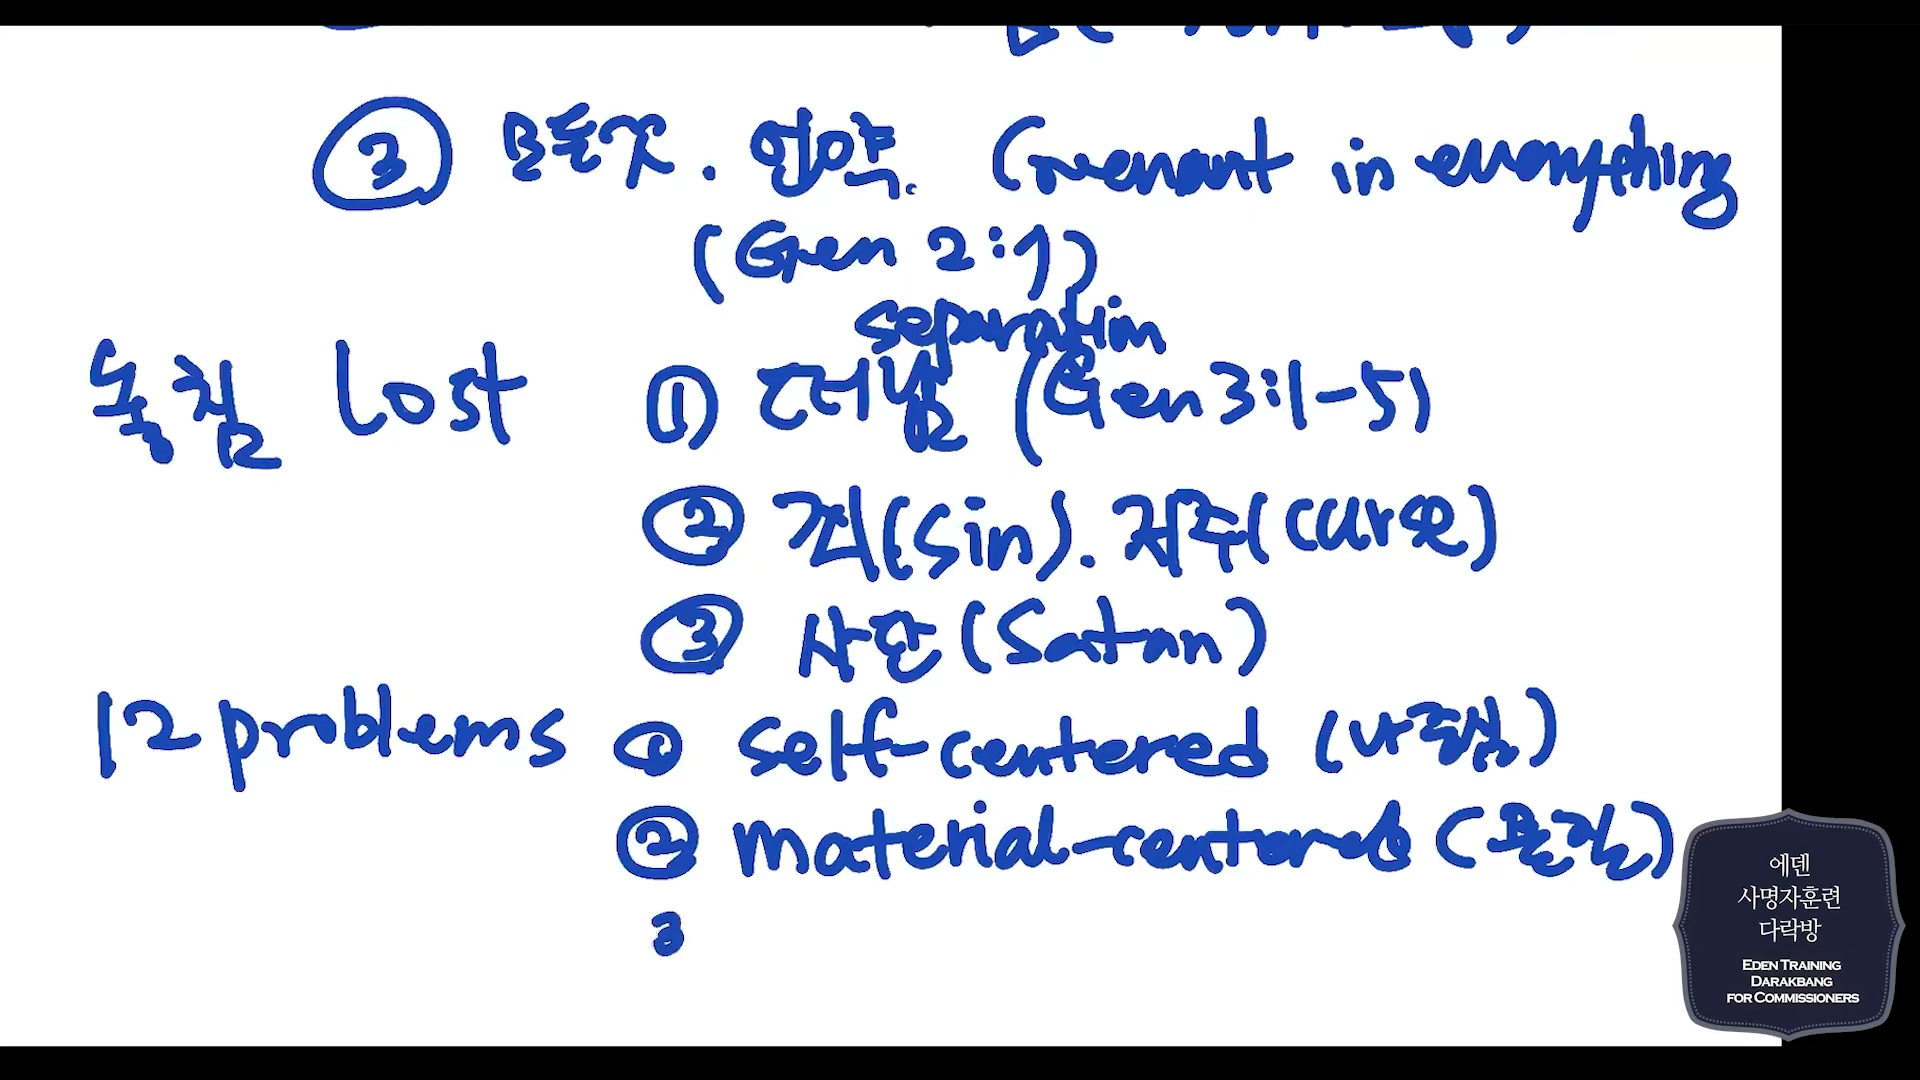 ③ 모든것. 언약. Covenant in everything
(Gen 2:1)
separation
놓침 Lost ① 떠남 (Gen 3:1-5)
② 죄(Sin). 저주(curse)
③ 사단(Satan)
12 problems ① self-centered (나중심)
② material-centered (물질)
3
에덴
사명자훈련
다락방
EDEN TRAINING
DARAKBANG
FOR COMMISSIONERS